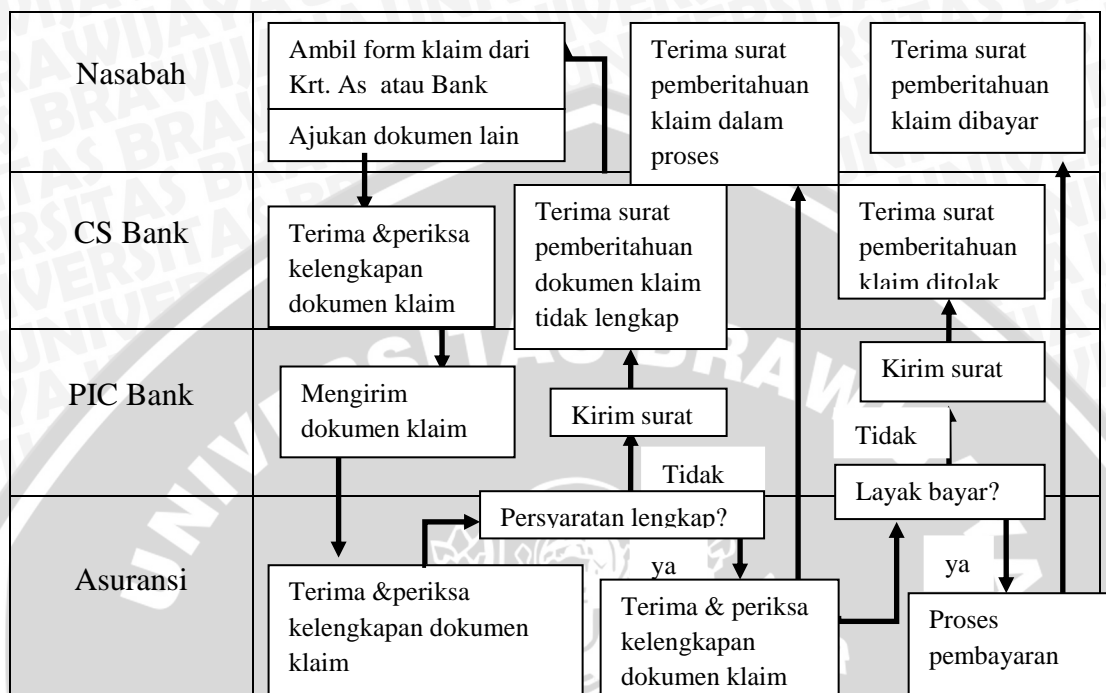 Nasabah
Ambil form klaim dari
Krt. As atau Bank
Ajukan dokumen lain
Terima surat
pemberitahuan
klaim dalam
proses
Terima surat
pemberitahuan
klaim dibayar
CS Bank
Terima &periksa
kelengkapan
dokumen klaim
Terima surat
pemberitahuan
dokumen klaim
tidak lengkap
Terima surat
pemberitahuan
klaim ditolak
PIC Bank
Mengirim
dokumen klaim
Kirim surat
Kirim surat
Tidak
Tidak
Layak bayar?
Persyaratan lengkap?
Asuransi
Terima &periksa
kelengkapan dokumen
klaim
ya
Terima & periksa
kelengkapan
dokumen klaim
ya
Proses
pembayaran
UNIVERSITAS BRAWIJAYA